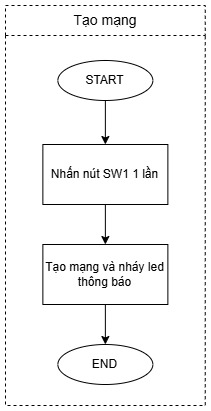 Tạo mạng
START
Nhấn nút SW1 1 lần
Tạo mạng và nháy led
thông báo
END